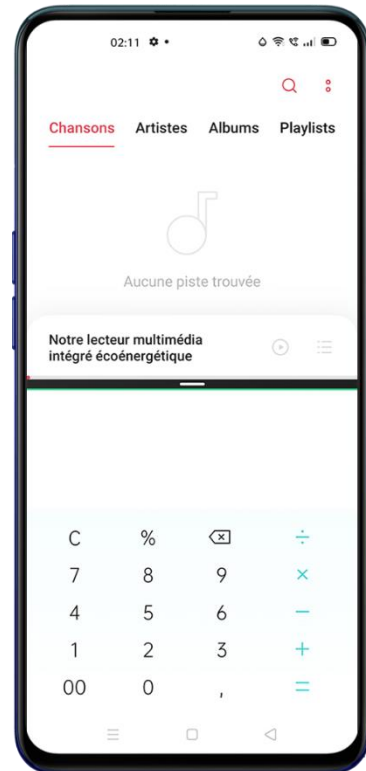 02:11
Chansons Artistes Albums Playlists
Aucune piste trouvée
Notre lecteur multimédia
intégré écoénergétique
C % ÷
7 8 9 ×
4 5 6 −
1 2 3 +
00 0 , =